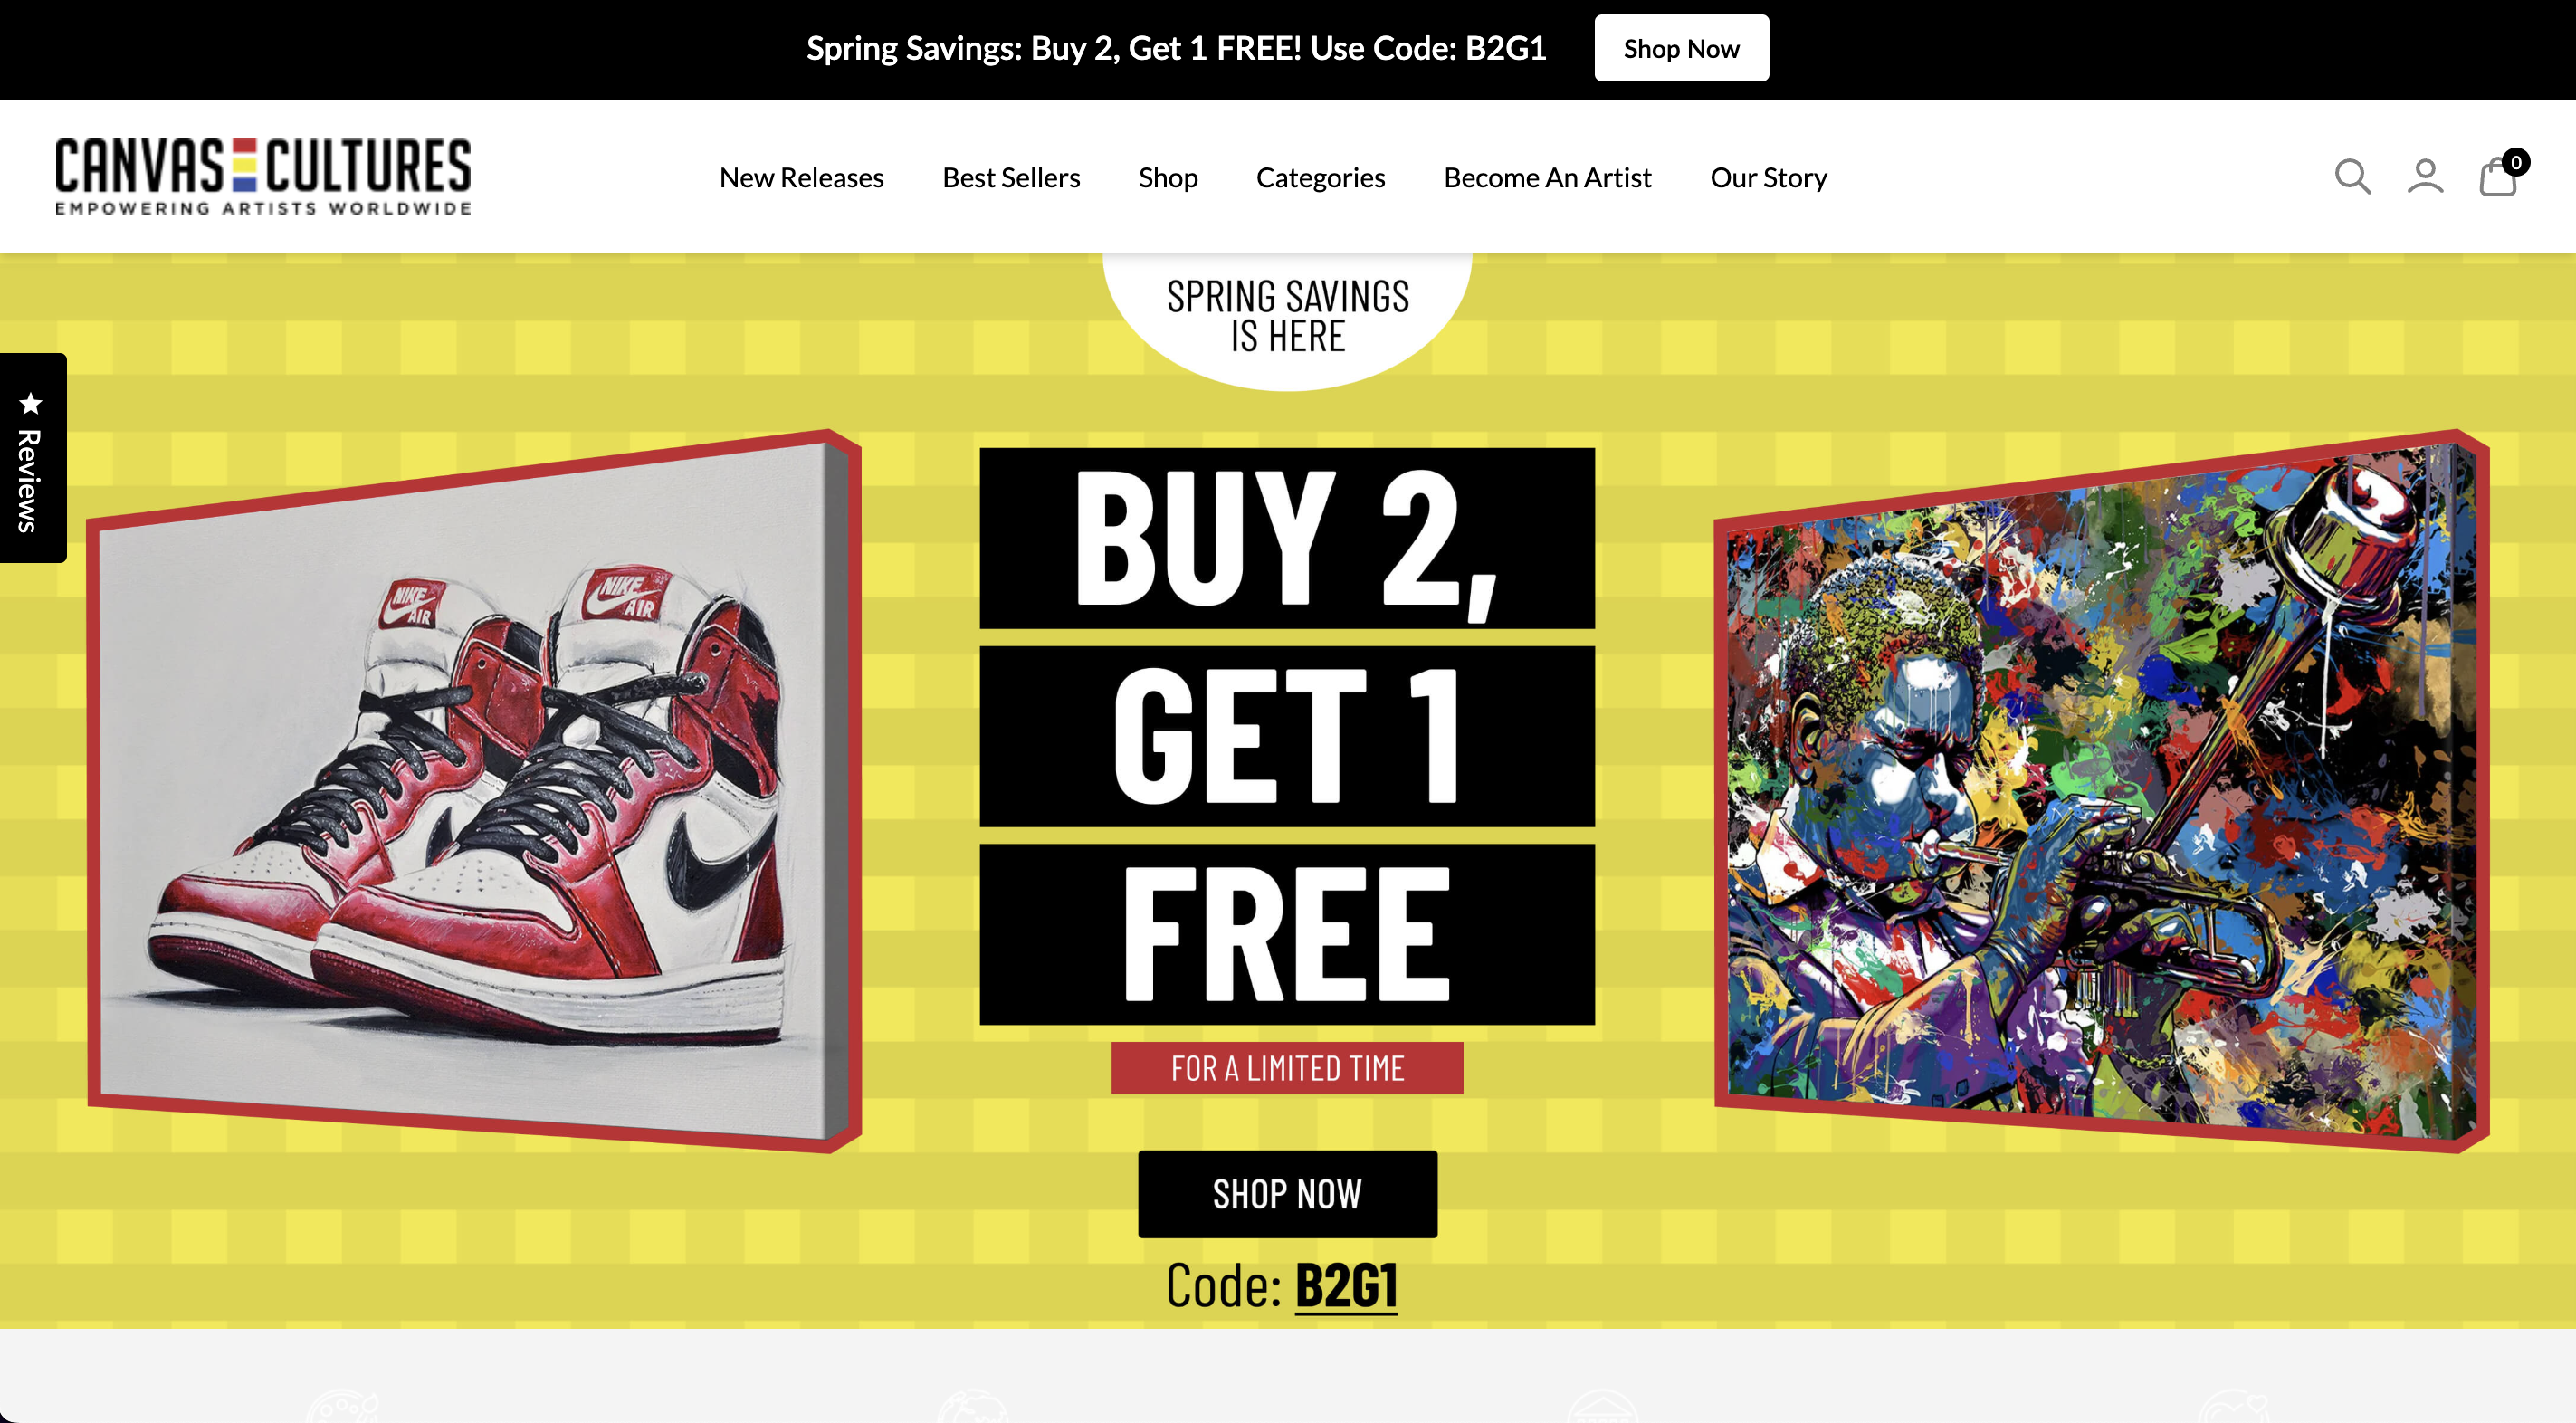 Spring Savings: Buy 2, Get 1 FREE! Use Code: B2G1
Shop Now
CANVAS CULTURES
EMPOWERING ARTISTS WORLDWIDE
New Releases
Best Sellers
Shop
Categories
Become An Artist
Our Story
0
SPRING SAVINGS
IS HERE
Reviews
NIKE
AIR
NIKE
AIR
BUY 2,
GET 1
FREE
FOR A LIMITED TIME
SHOP NOW
Code: B2G1